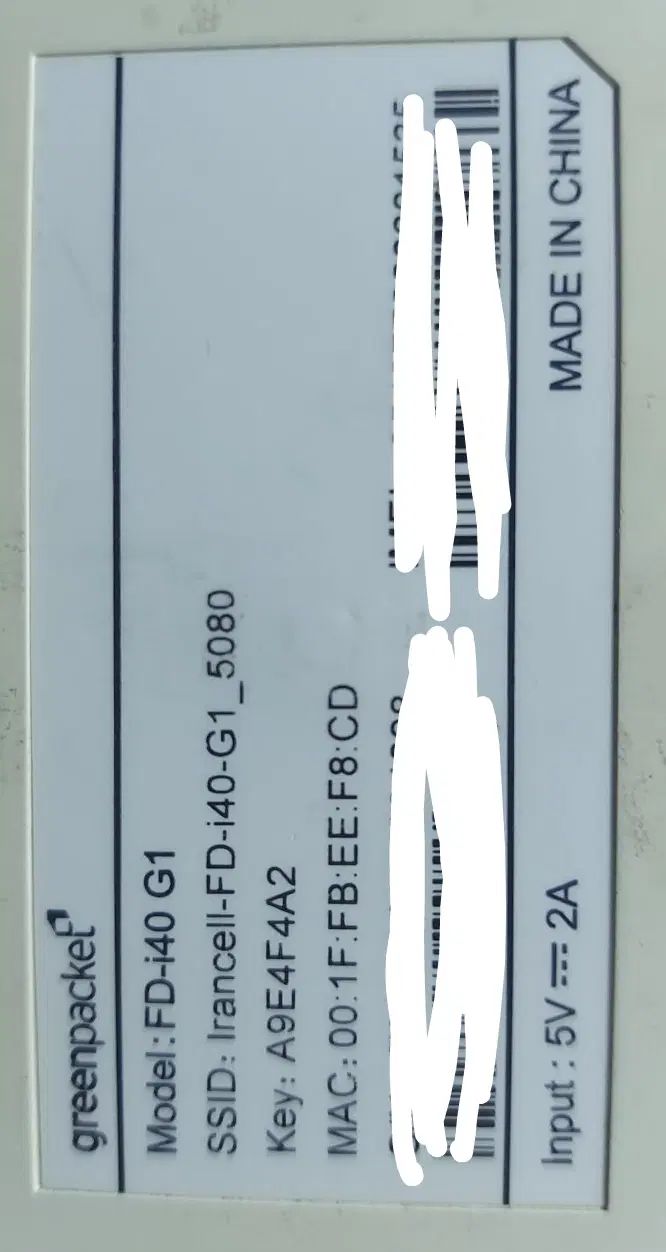 greenpacket
Model: FD-i40 G1
SSID: Irancell-FD-i40-G1_5080
Key: A9E4F4A2
MAC: 00:1F:FB:EE:F8:CD
Input : 5V ⎓ 2A
MADE IN CHINA